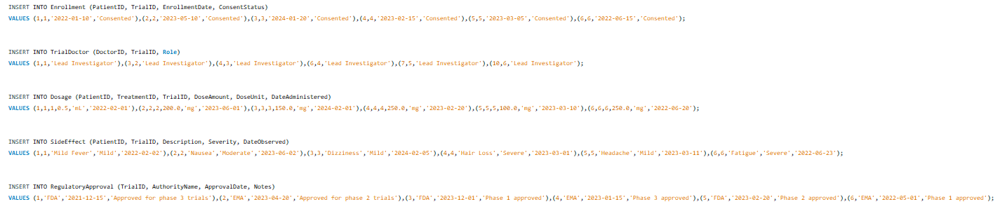 INSERT INTO Enrollment (PatientID, TrialID, EnrollmentDate, ConsentStatus)
VALUES (1,1,'2022-01-10','Consented'),(2,2,'2023-05-10','Consented'),(3,3,'2024-01-20','Consented'),(4,4,'2023-02-15','Consented'),(5,5,'2023-03-05','Consented'),(6,6,'2022-06-15','Consented');
INSERT INTO TrialDoctor (DoctorID, TrialID, Role)
VALUES (1,1,'Lead Investigator'),(3,2,'Lead Investigator'),(4,3,'Lead Investigator'),(6,4,'Lead Investigator'),(7,5,'Lead Investigator'),(10,6,'Lead Investigator');
INSERT INTO Dosage (PatientID, TreatmentID, TrialID, DoseAmount, DoseUnit, DateAdministered)
VALUES (1,1,1,0.5,'mL','2022-02-01'),(2,2,2,200.0,'mg','2023-06-01'),(3,3,3,150.0,'mg','2024-02-01'),(4,4,4,250.0,'mg','2023-02-20'),(5,5,5,100.0,'mg','2023-03-10'),(6,6,6,250.0,'mg','2022-06-20');
INSERT INTO SideEffect (PatientID, TrialID, Description, Severity, DateObserved)
VALUES (1,1,'Mild Fever','Mild','2022-02-02'),(2,2,'Nausea','Moderate','2023-06-02'),(3,3,'Dizziness','Mild','2024-02-05'),(4,4,'Hair Loss','Severe','2023-03-01'),(5,5,'Headache','Mild','2023-03-11'),(6,6,'Fatigue','Severe','2022-06-23');
INSERT INTO RegulatoryApproval (TrialID, AuthorityName, ApprovalDate, Notes)
VALUES (1,'FDA','2021-12-15','Approved for phase 3 trials'),(2,'EMA','2023-04-20','Approved for phase 2 trials'),(3,'FDA','2023-12-01','Phase 1 approved'),(4,'EMA','2023-01-15','Phase 3 approved'),(5,'FDA','2023-02-20','Phase 2 approved'),(6,'EMA','2022-05-01','Phase 1 approved');